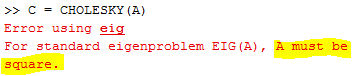 >> C = CHOLESKY(A)
Error using eig
For standard eigenproblem EIG(A), A must be
square.